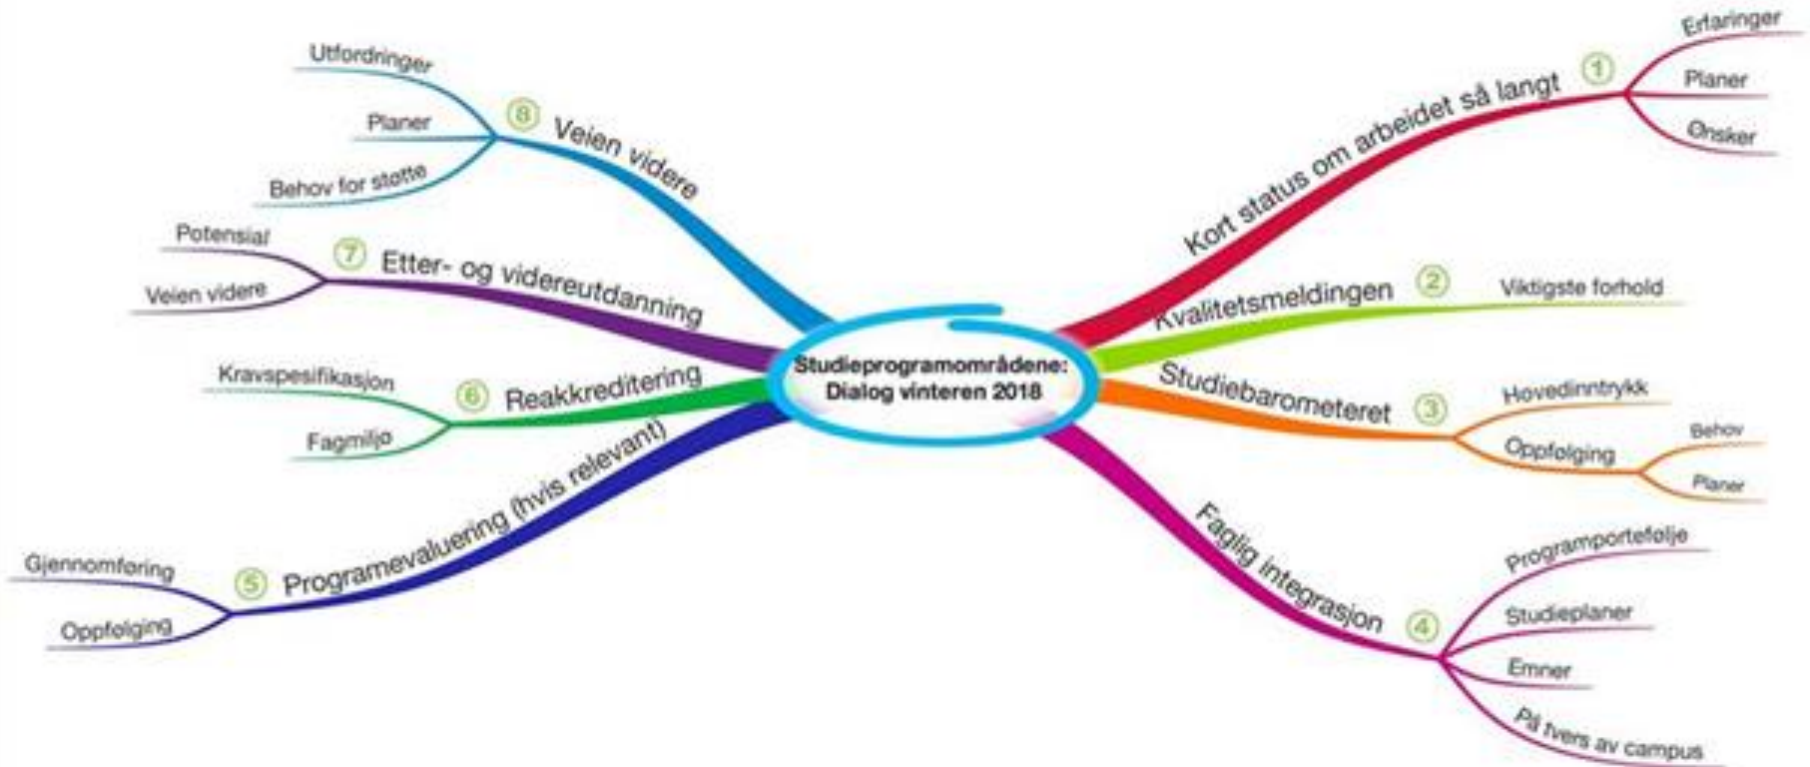 Studieprogramområdene:
Dialog vinteren 2018
1
Kort status om arbeidet så langt
Erfaringer
Planer
Ønsker
2
Kvalitetsmeldingen
Viktigste forhold
3
Studiebarometeret
Hovedinntrykk
Oppfølging
Behov
Planer
4
Faglig integrasjon
Programportefølje
Studieplaner
Emner
På tvers av campus
5
Programevaluering (hvis relevant)
Gjennomføring
Oppfølging
6
Reakkreditering
Kravspesifikasjon
Fagmiljø
7
Etter- og videreutdanning
Potensial
Veien videre
8
Veien videre
Utfordringer
Planer
Behov for støtte